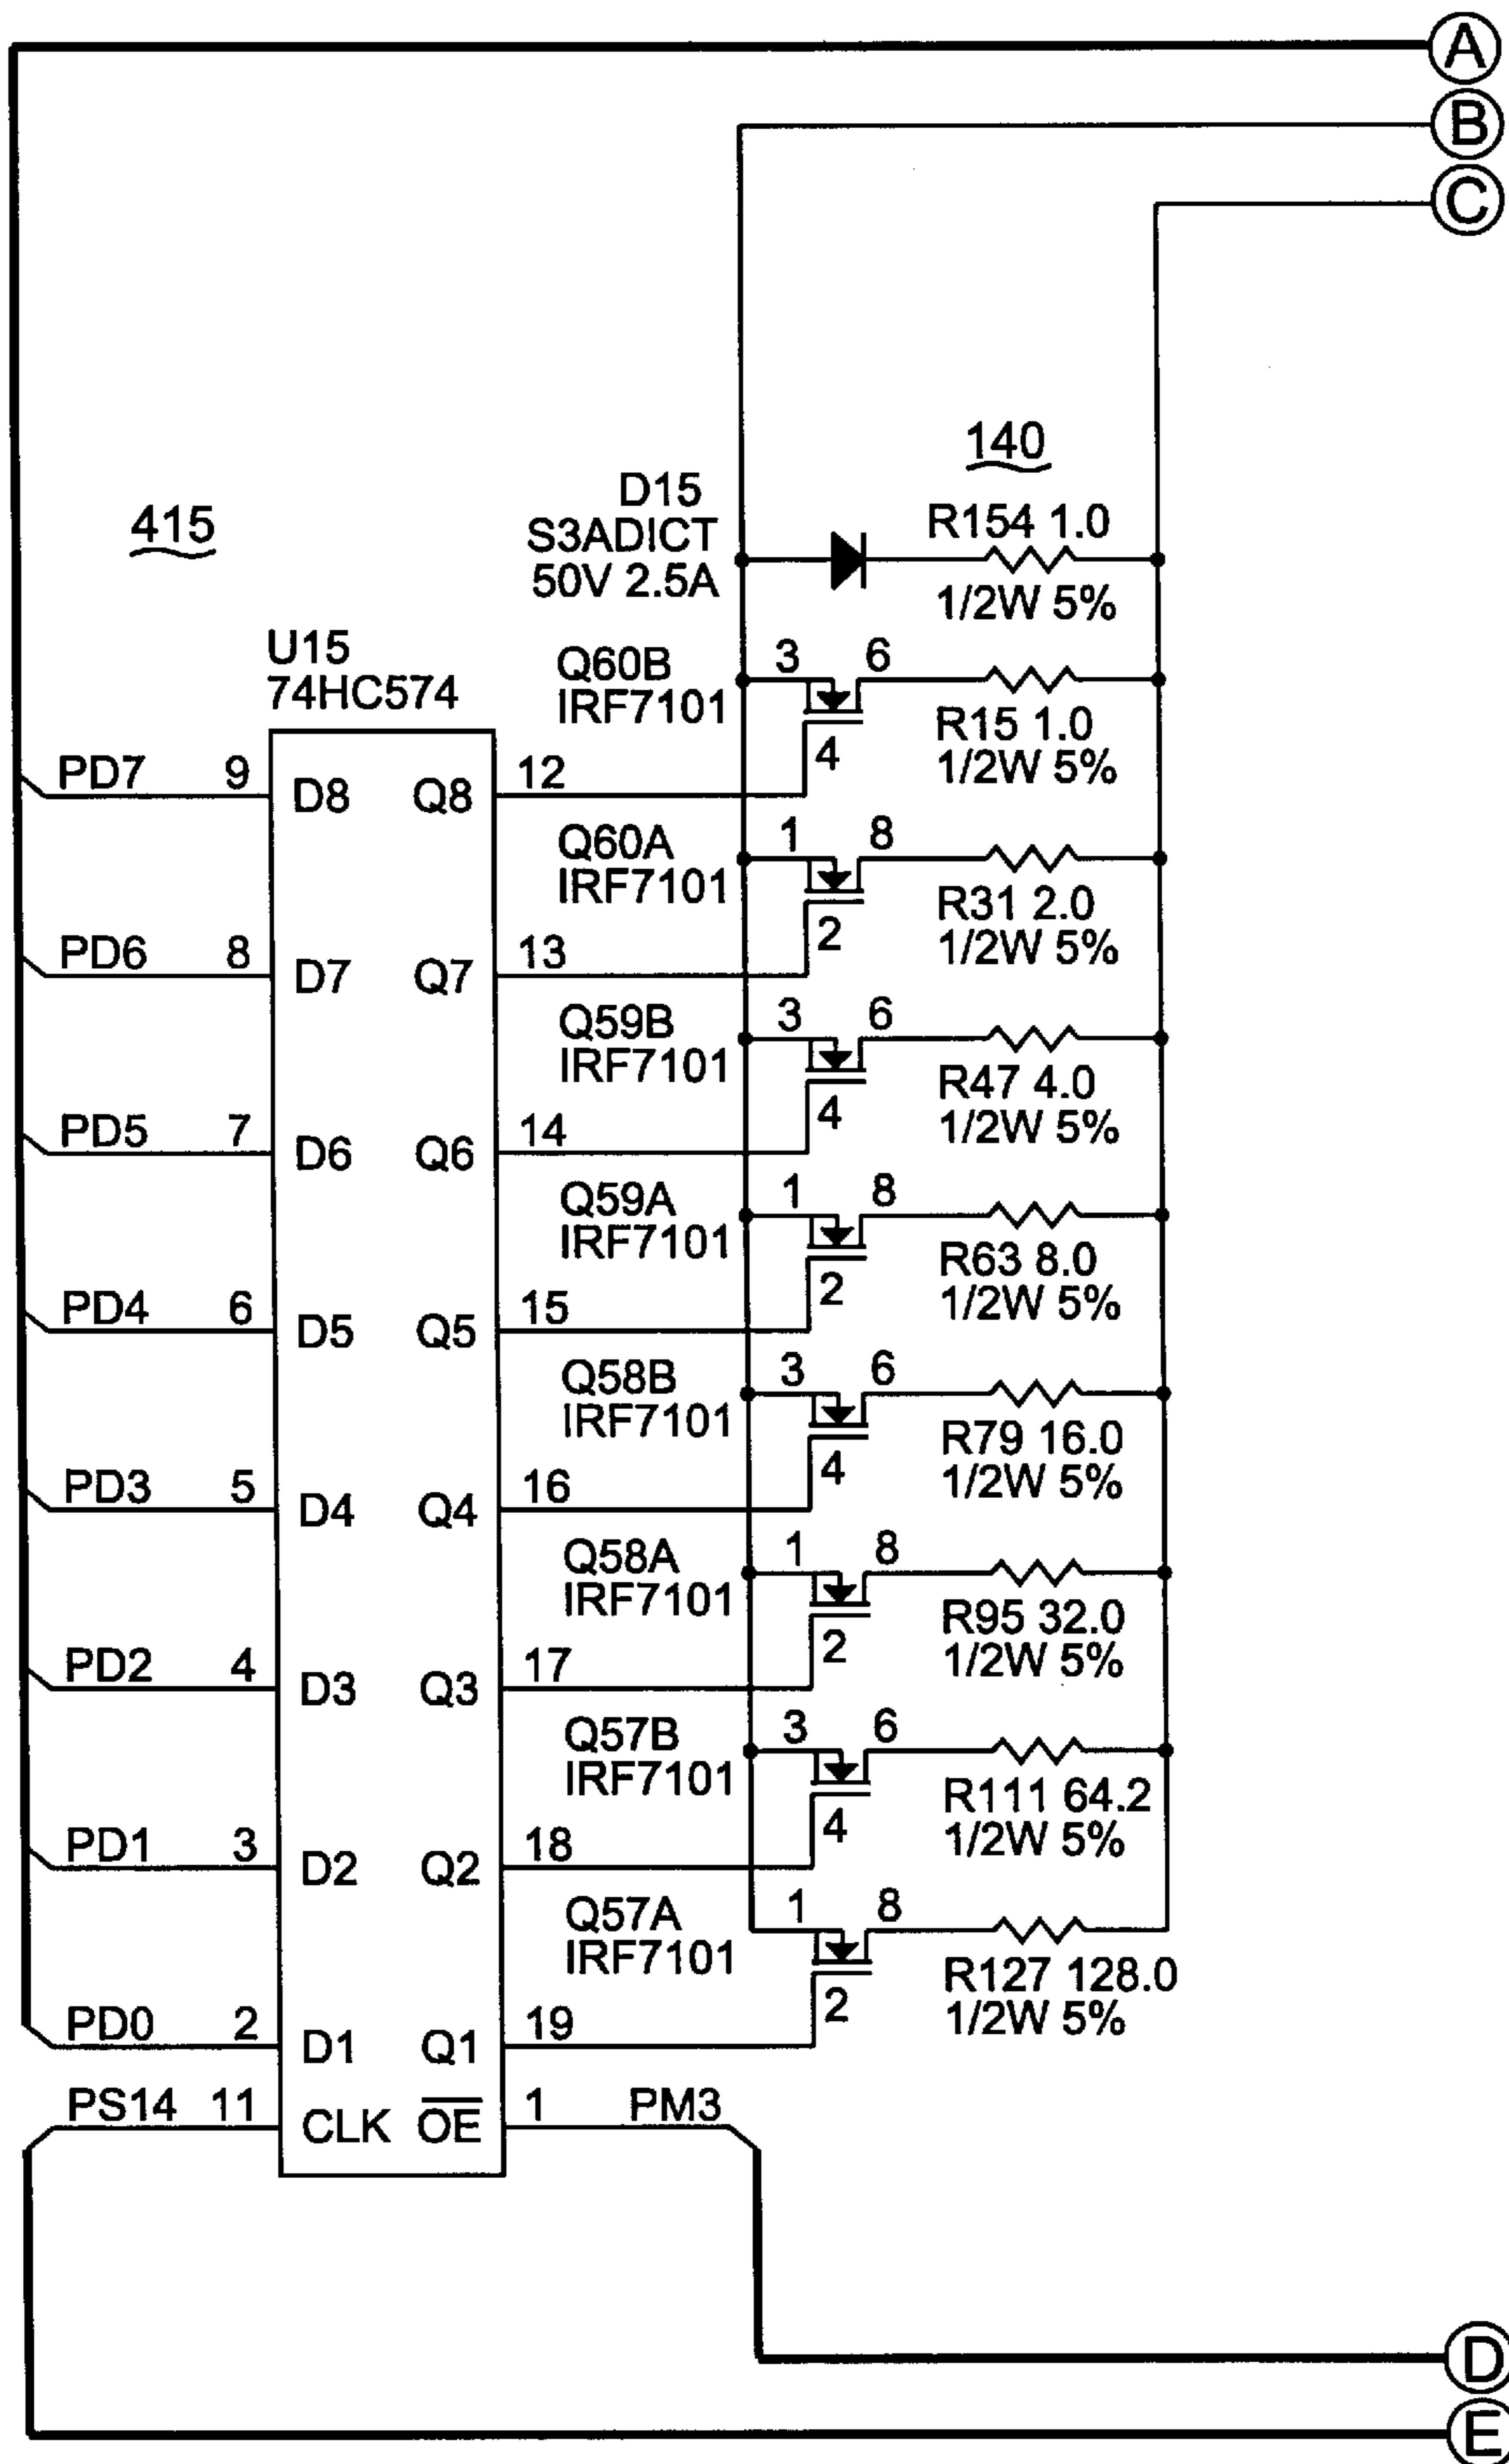 A
B
C
140
415
D15
S3ADICT
50V 2.5A
R154 1.0
1/2W 5%
U15
74HC574
Q60B
IRF7101
3 6
4
R15 1.0
1/2W 5%
PD7 9 D8 Q8 12
Q60A
IRF7101
1 8
2
R31 2.0
1/2W 5%
PD6 8 D7 Q7 13
Q59B
IRF7101
3 6
4
R47 4.0
1/2W 5%
PD5 7 D6 Q6 14
Q59A
IRF7101
1 8
2
R63 8.0
1/2W 5%
PD4 6 D5 Q5 15
Q58B
IRF7101
3 6
4
R79 16.0
1/2W 5%
PD3 5 D4 Q4 16
Q58A
IRF7101
1 8
2
R95 32.0
1/2W 5%
PD2 4 D3 Q3 17
Q57B
IRF7101
3 6
4
R111 64.2
1/2W 5%
PD1 3 D2 Q2 18
Q57A
IRF7101
1 8
2
R127 128.0
1/2W 5%
PD0 2 D1 Q1 19
PS14 11 CLK OE 1 PM3
D
E